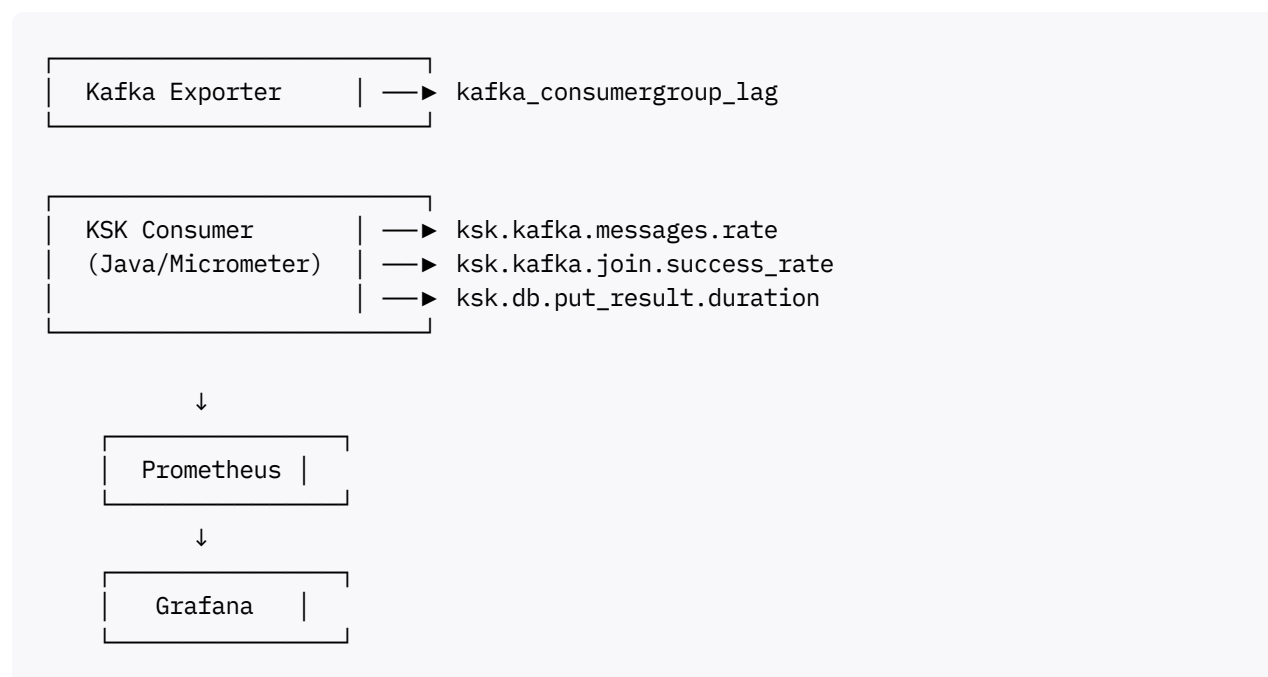 Kafka Exporter │ ──► kafka_consumergroup_lag
KSK Consumer │ ──► ksk.kafka.messages.rate
(Java/Micrometer) │ ──► ksk.kafka.join.success_rate
│ ──► ksk.db.put_result.duration
↓
Prometheus
↓
Grafana